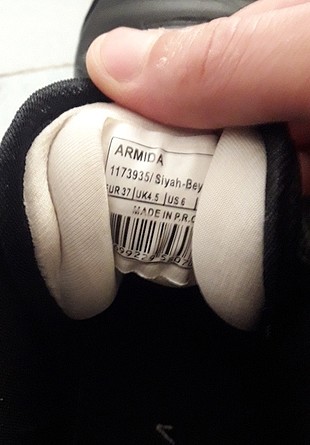 ARMIDA
1173935/ Siyah-Bey
EUR 37 | UK4.5 | US 6
MADE IN P.R.C